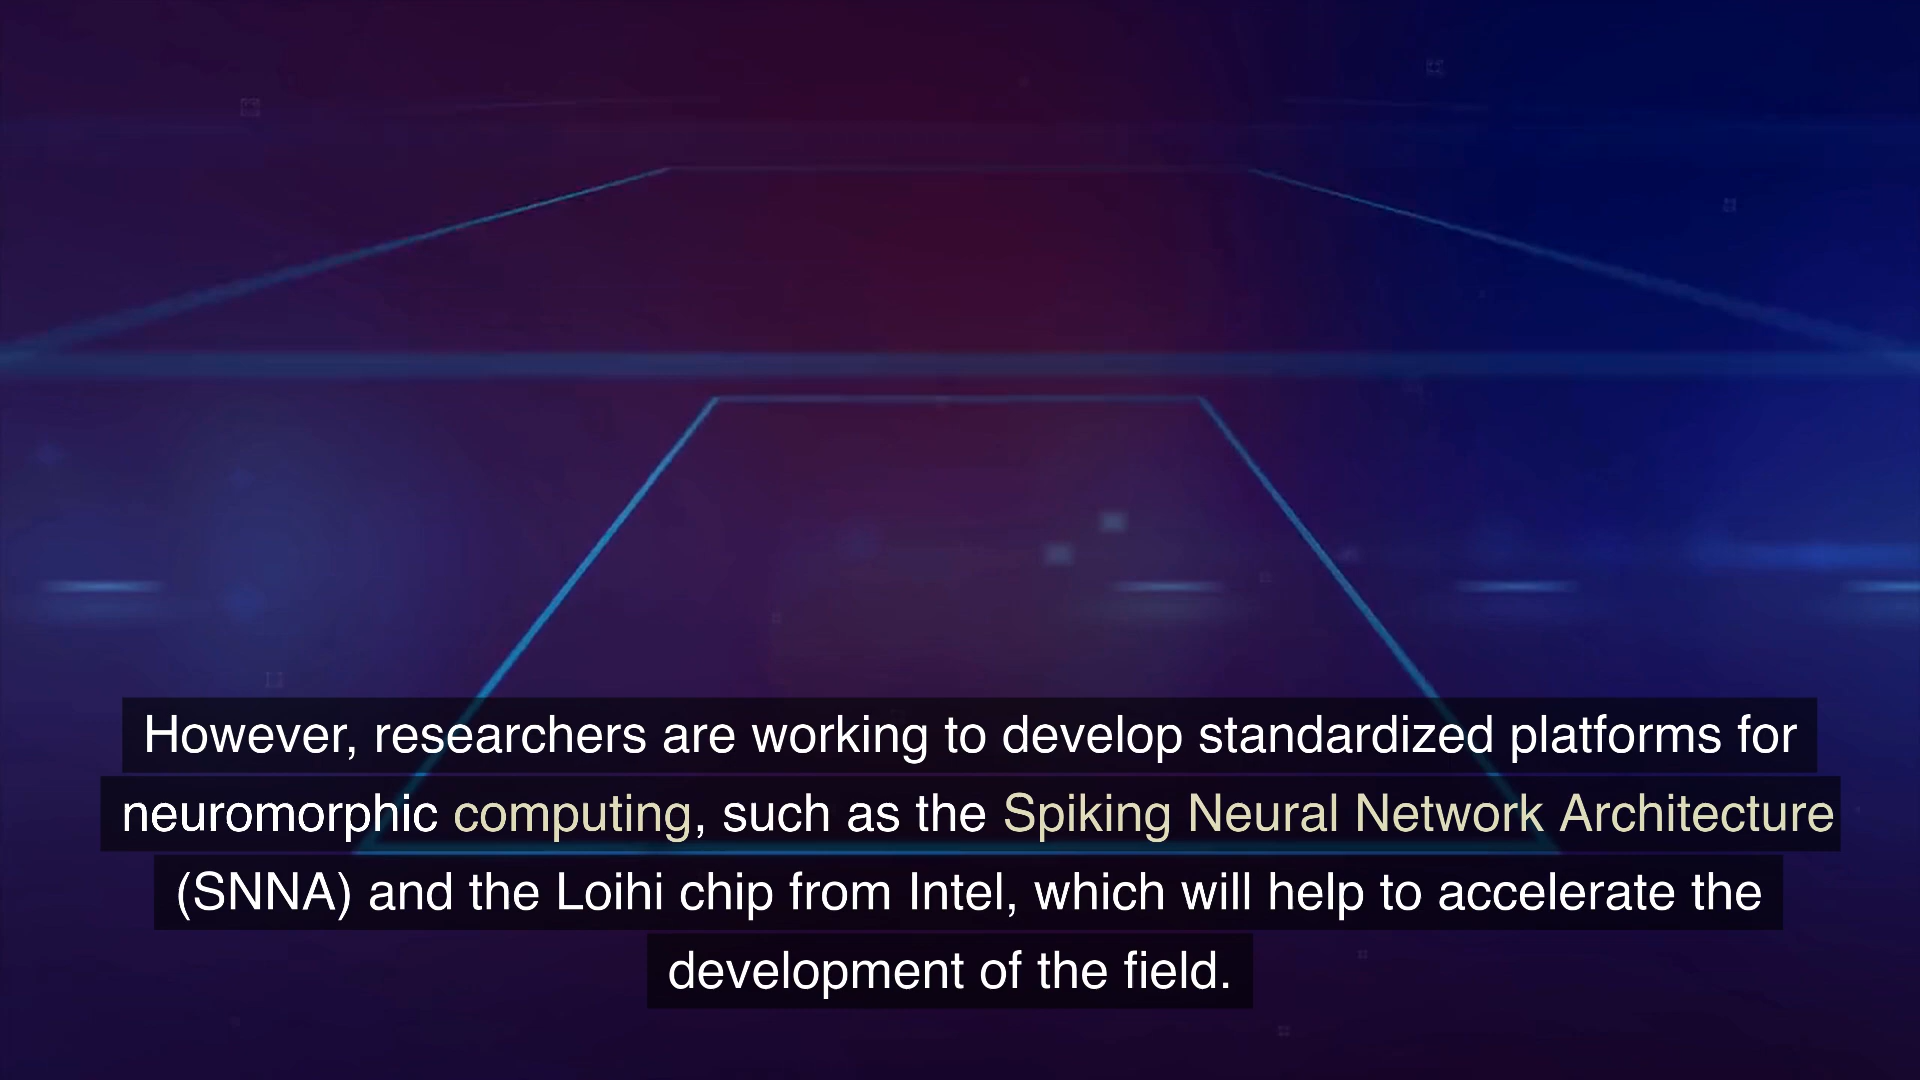 However, researchers are working to develop standardized platforms for
neuromorphic computing, such as the Spiking Neural Network Architecture
(SNNA) and the Loihi chip from Intel, which will help to accelerate the
development of the field.